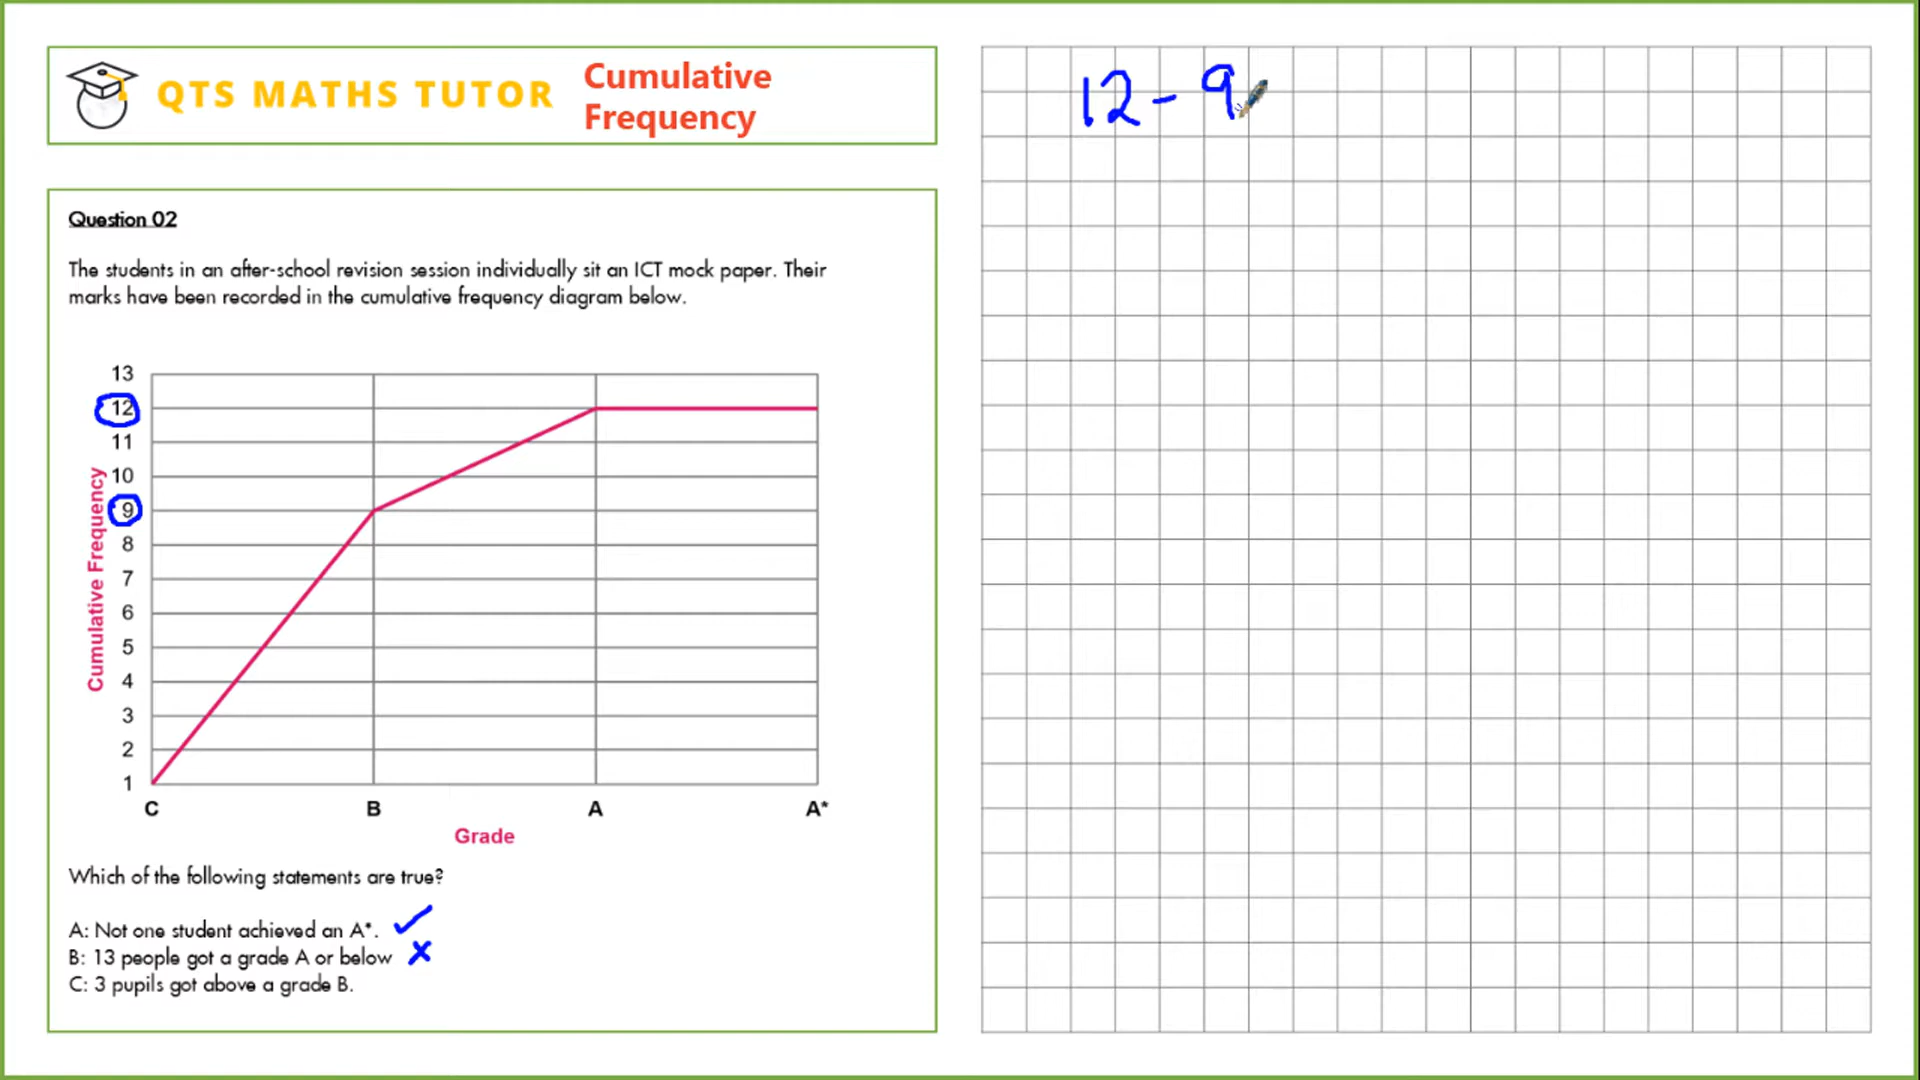 QTS MATHS TUTOR
Cumulative
Frequency
12 - 9
Question 02
The students in an after-school revision session individually sit an ICT mock paper. Their
marks have been recorded in the cumulative frequency diagram below.
13
12
11
10
9
8
7
6
5
4
3
2
1
Cumulative Frequency
C B A A*
Grade
Which of the following statements are true?
A: Not one student achieved an A*.
B: 13 people got a grade A or below
C: 3 pupils got above a grade B.